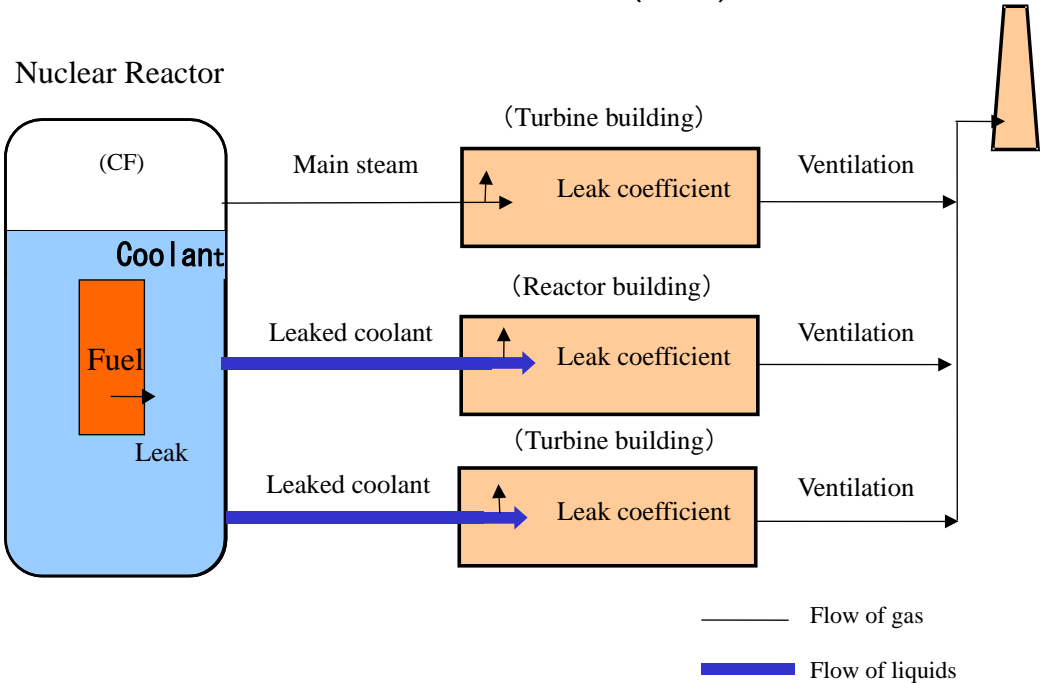 Nuclear Reactor
(CF)
Coolant
Fuel
Leak
Main steam
（Turbine building）
Leak coefficient
Ventilation
Leaked coolant
（Reactor building）
Leak coefficient
Ventilation
Leaked coolant
（Turbine building）
Leak coefficient
Ventilation
Flow of gas
Flow of liquids